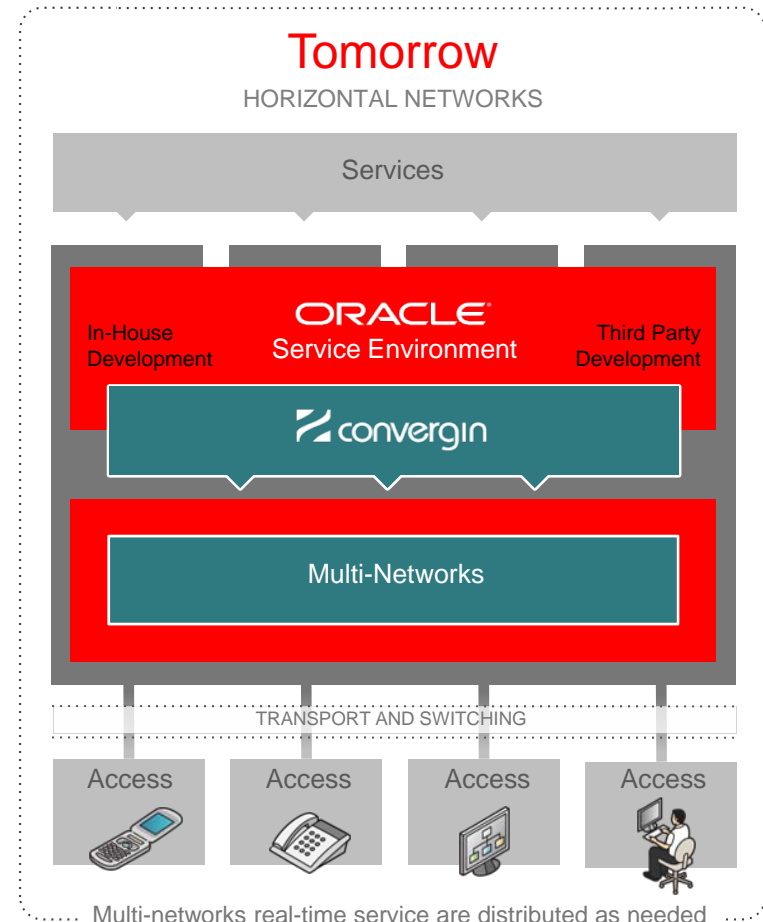 Tomorrow
HORIZONTAL NETWORKS
Services
ORACLE
Service Environment
In-House
Development
Third Party
Development
convergin
Multi-Networks
TRANSPORT AND SWITCHING
Access
Access
Access
Access
Multi-networks real-time service are distributed as needed